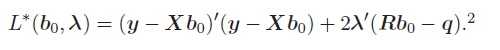 L*(b₀, λ) = (y − Xb₀)′(y − Xb₀) + 2λ′(Rb₀ − q).²